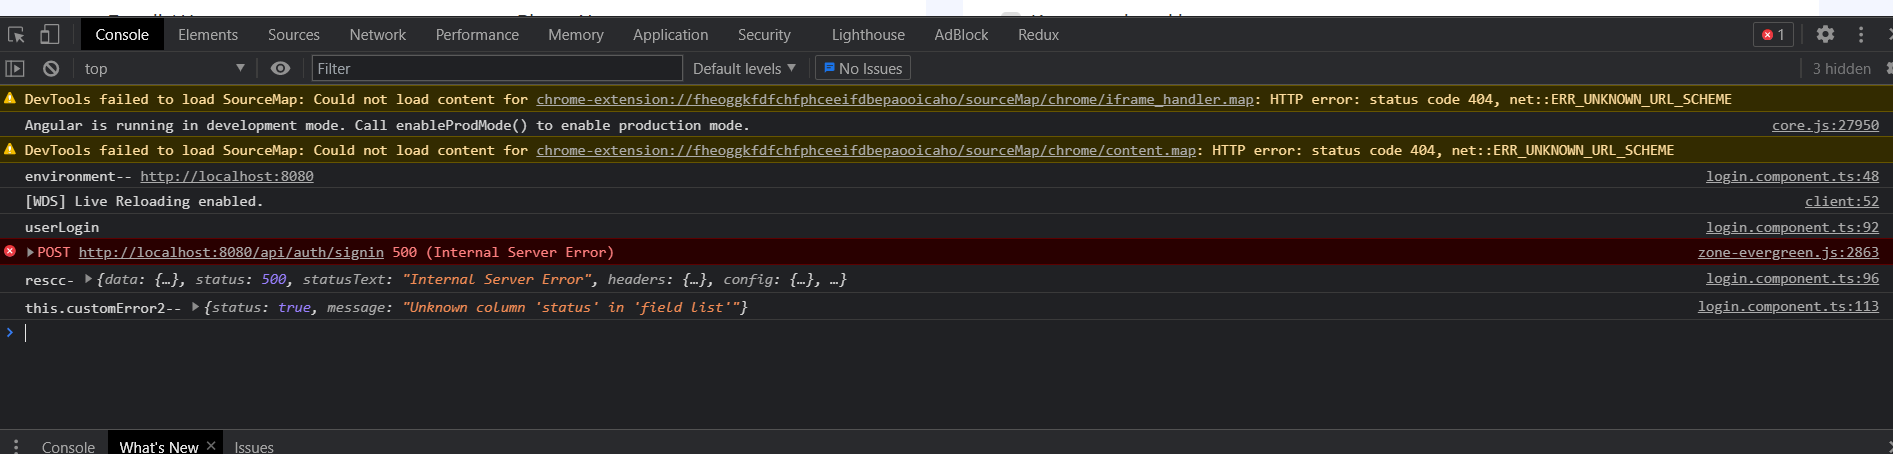 Console Elements Sources Network Performance Memory Application Security Lighthouse AdBlock Redux 1
top Filter Default levels No Issues 3 hidden
DevTools failed to load SourceMap: Could not load content for chrome-extension://fheoggkfdfchfphceeifdbepaooicaho/sourceMap/chrome/iframe_handler.map: HTTP error: status code 404, net::ERR_UNKNOWN_URL_SCHEME
Angular is running in development mode. Call enableProdMode() to enable production mode. core.js:27950
DevTools failed to load SourceMap: Could not load content for chrome-extension://fheoggkfdfchfphceeifdbepaooicaho/sourceMap/chrome/content.map: HTTP error: status code 404, net::ERR_UNKNOWN_URL_SCHEME
environment-- http://localhost:8080 login.component.ts:48
[WDS] Live Reloading enabled. client:52
userLogin login.component.ts:92
POST http://localhost:8080/api/auth/signin 500 (Internal Server Error) zone-evergreen.js:2863
rescc- {data: {…}, status: 500, statusText: "Internal Server Error", headers: {…}, config: {…}, …} login.component.ts:96
this.customError2-- {status: true, message: "Unknown column 'status' in 'field list'"} login.component.ts:113
Console What's New Issues